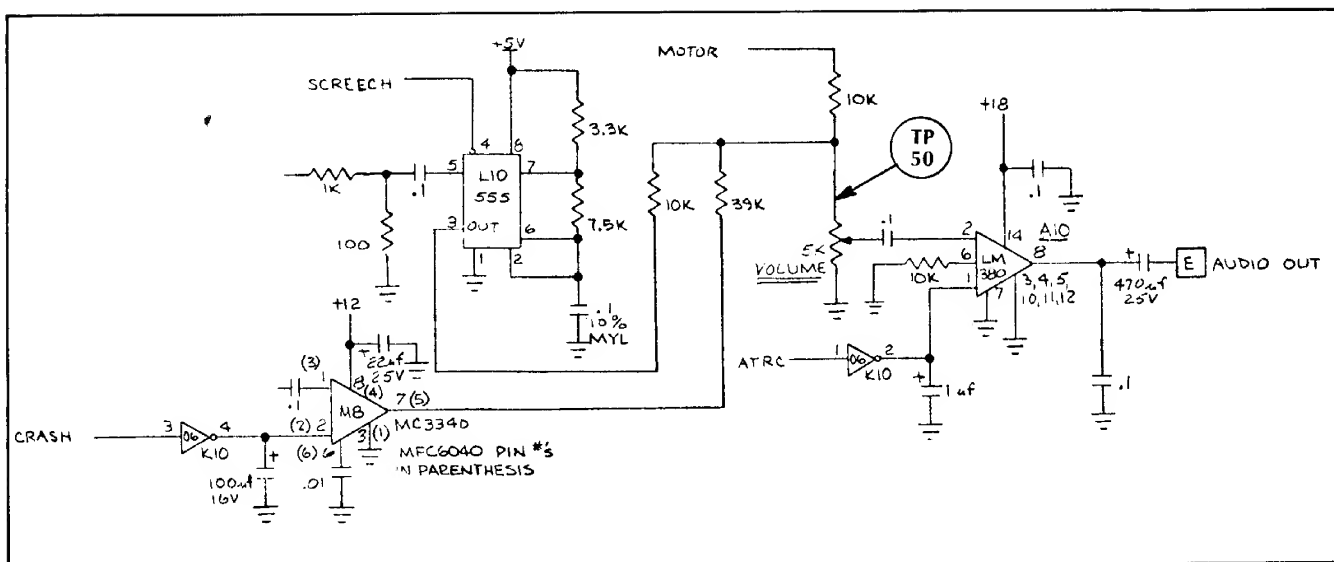 +5V
MOTOR
SCREECH
10K
+18
3.3K
TP
50
4
8
5
7
L10
555
1K
.1
.1
10K
39K
7.5K
14
A10
3
OUT
6
.1
2
8
100
1
2
5K
VOLUME
6
LM
380
+
E
AUDIO OUT
10K
1
7
3,4,5,
10,11,12
470uf
25V
.1
10%
MYL
+12
ATRC
1
06
2
K10
+
22uf
25V
(3)
1
8
(4)
+
1uf
.1
.1
M8
7(5)
MC3340
CRASH
3
06
4
(2)
2
3
(1)
K10
+
(6)
6
MFC6040 PIN #'s
IN PARENTHESIS
100uf
16V
.01